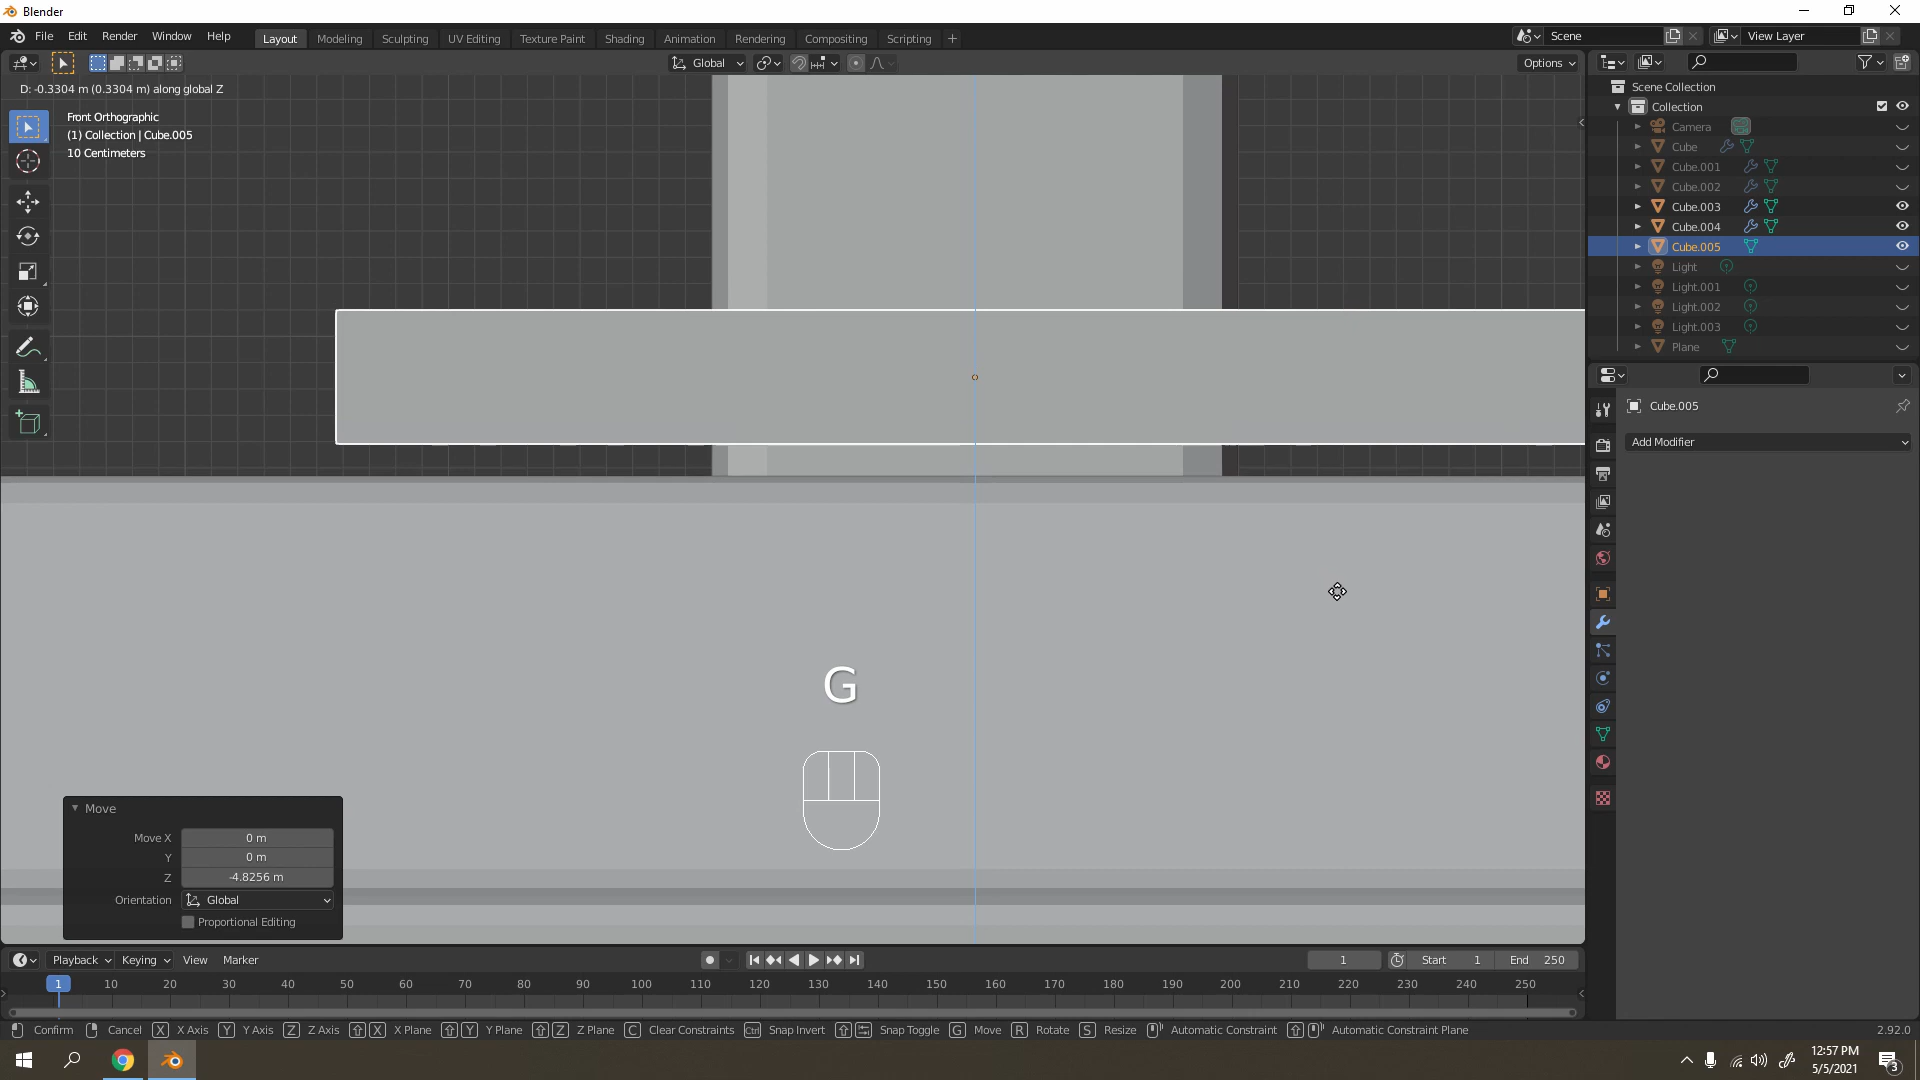 Blender
File Edit Render Window Help
Layout Modeling Sculpting UV Editing Texture Paint Shading Animation Rendering Compositing Scripting +
Scene
View Layer
Global
Options
D: -0.3304 m (0.3304 m) along global Z
Front Orthographic
(1) Collection | Cube.005
10 Centimeters
Scene Collection
Collection
Camera
Cube
Cube.001
Cube.002
Cube.003
Cube.004
Cube.005
Light
Light.001
Light.002
Light.003
Plane
Cube.005
Add Modifier
G
Move
Move X 0 m
Y 0 m
Z -4.8256 m
Orientation Global
Proportional Editing
Playback Keying View Marker
1 Start 1 End 250
1 10 20 30 40 50 60 70 80 90 100 110 120 130 140 150 160 170 180 190 200 210 220 230 240 250
Confirm Cancel X X Axis Y Y Axis Z Z Axis X X Plane Y Y Plane Z Z Plane C Clear Constraints Ctrl Snap Invert Snap Toggle G Move R Rotate S Resize Automatic Constraint Automatic Constraint Plane 2.92.0
12:57 PM
5/5/2021
3